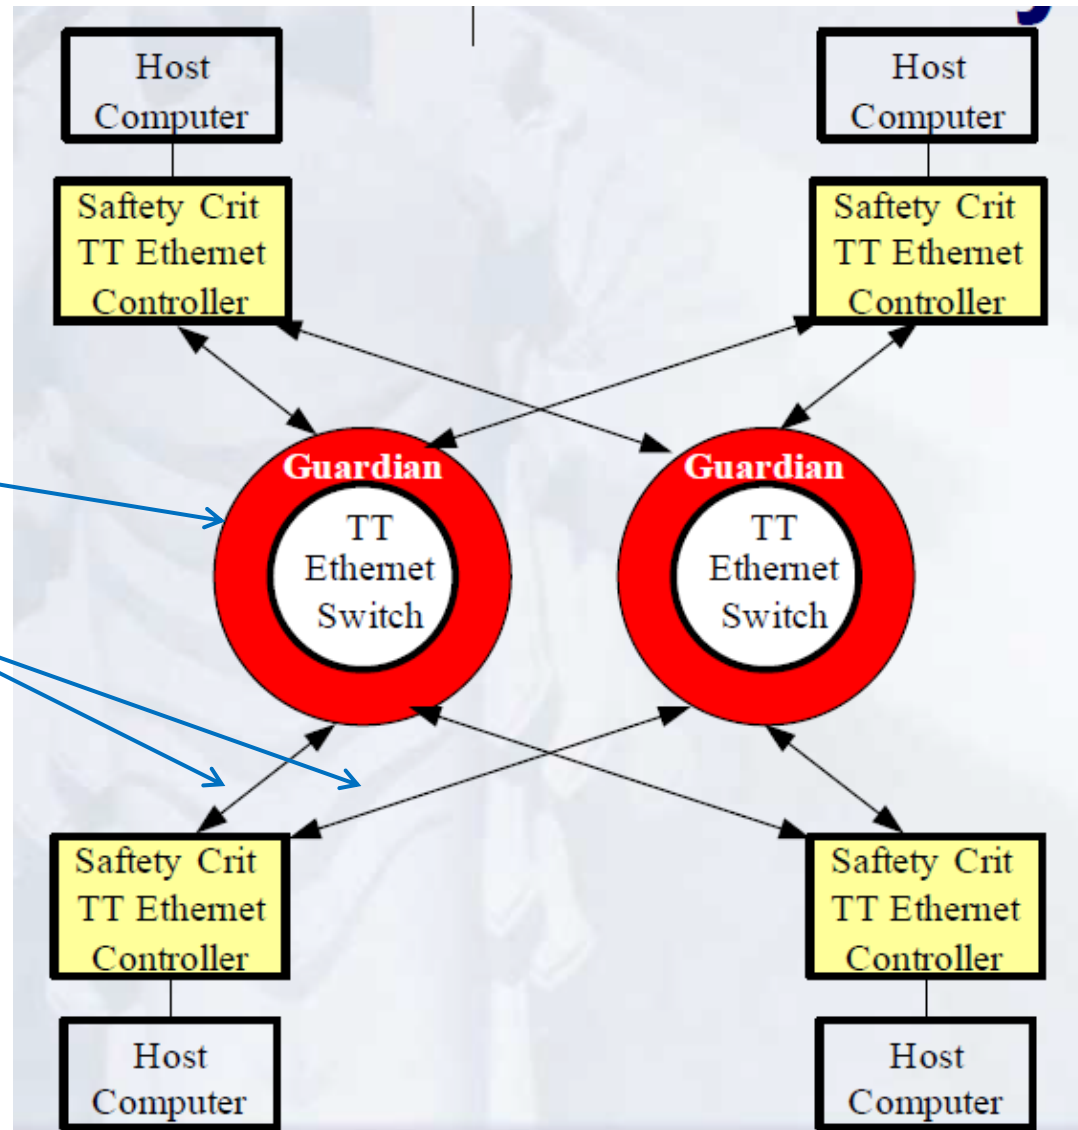 Host
Computer
Host
Computer
Saftety Crit
TT Ethernet
Controller
Saftety Crit
TT Ethernet
Controller
Guardian
TT
Ethernet
Switch
Guardian
TT
Ethernet
Switch
Saftety Crit
TT Ethernet
Controller
Saftety Crit
TT Ethernet
Controller
Host
Computer
Host
Computer